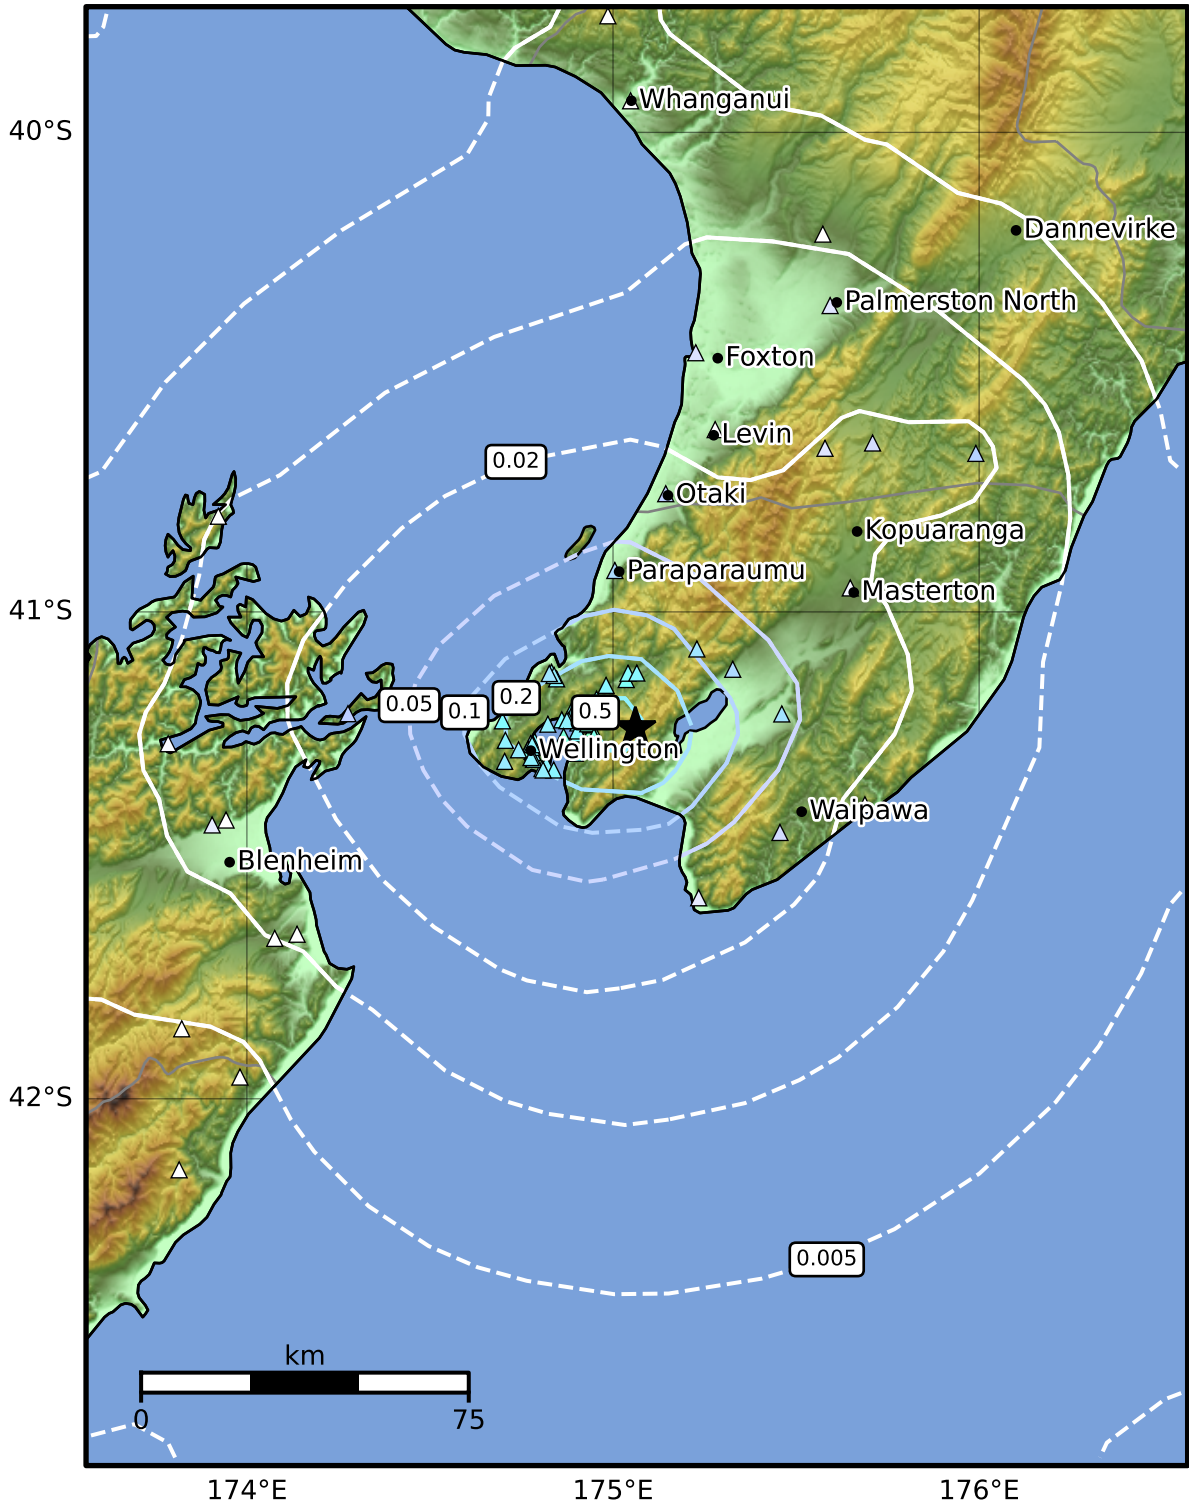 Whanganui
40°S
Dannevirke
Palmerston North
Foxton
Levin
0.02
Otaki
Kopuaranga
Paraparaumu
Masterton
41°S
0.05
0.1
0.2
0.5
Wellington
Waipawa
Blenheim
42°S
0.005
km
0
75
174°E
175°E
176°E